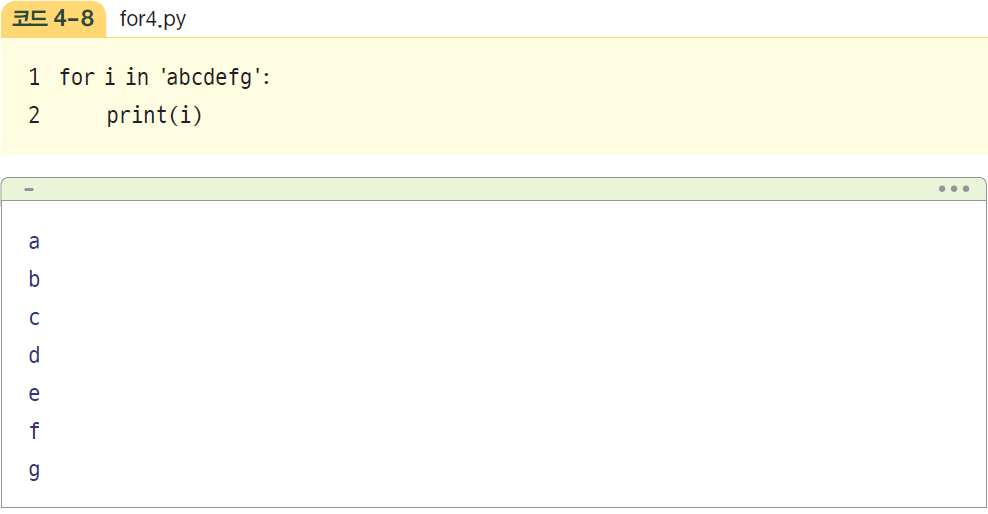 코드 4-8 for4.py
1 for i in 'abcdefg':
2     print(i)
a
b
c
d
e
f
g